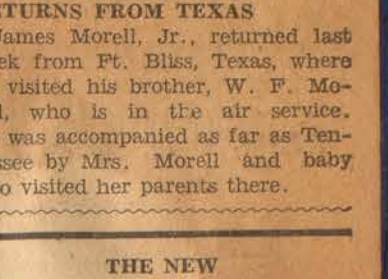 TURNS FROM TEXAS
James Morell, Jr., returned last
ek from Ft. Bliss, Texas, where
visited his brother, W. F. Mo-
l, who is in the air service.
was accompanied as far as Ten-
ssee by Mrs. Morell and baby
o visited her parents there.
THE NEW